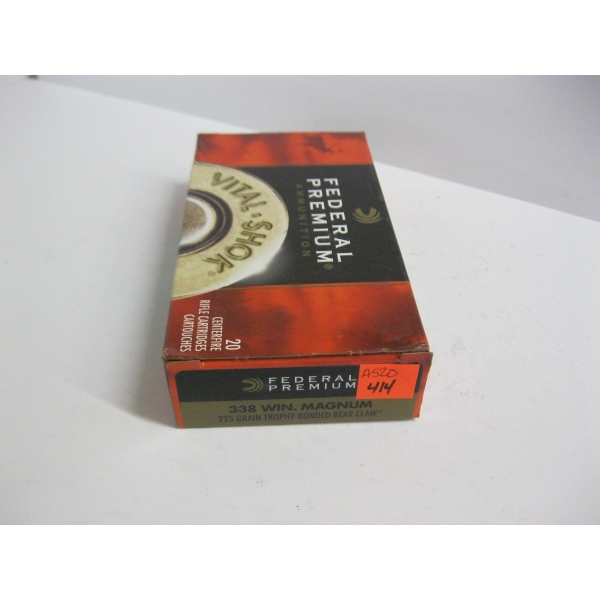 FEDERAL
PREMIUM®
AMMUNITION
VITAL·SHOK®
20
CENTERFIRE
RIFLE CARTRIDGES
CARTOUCHES
FEDERAL
PREMIUM
A520
414
338 WIN. MAGNUM
225 GRAIN TROPHY BONDED BEAR CLAW™